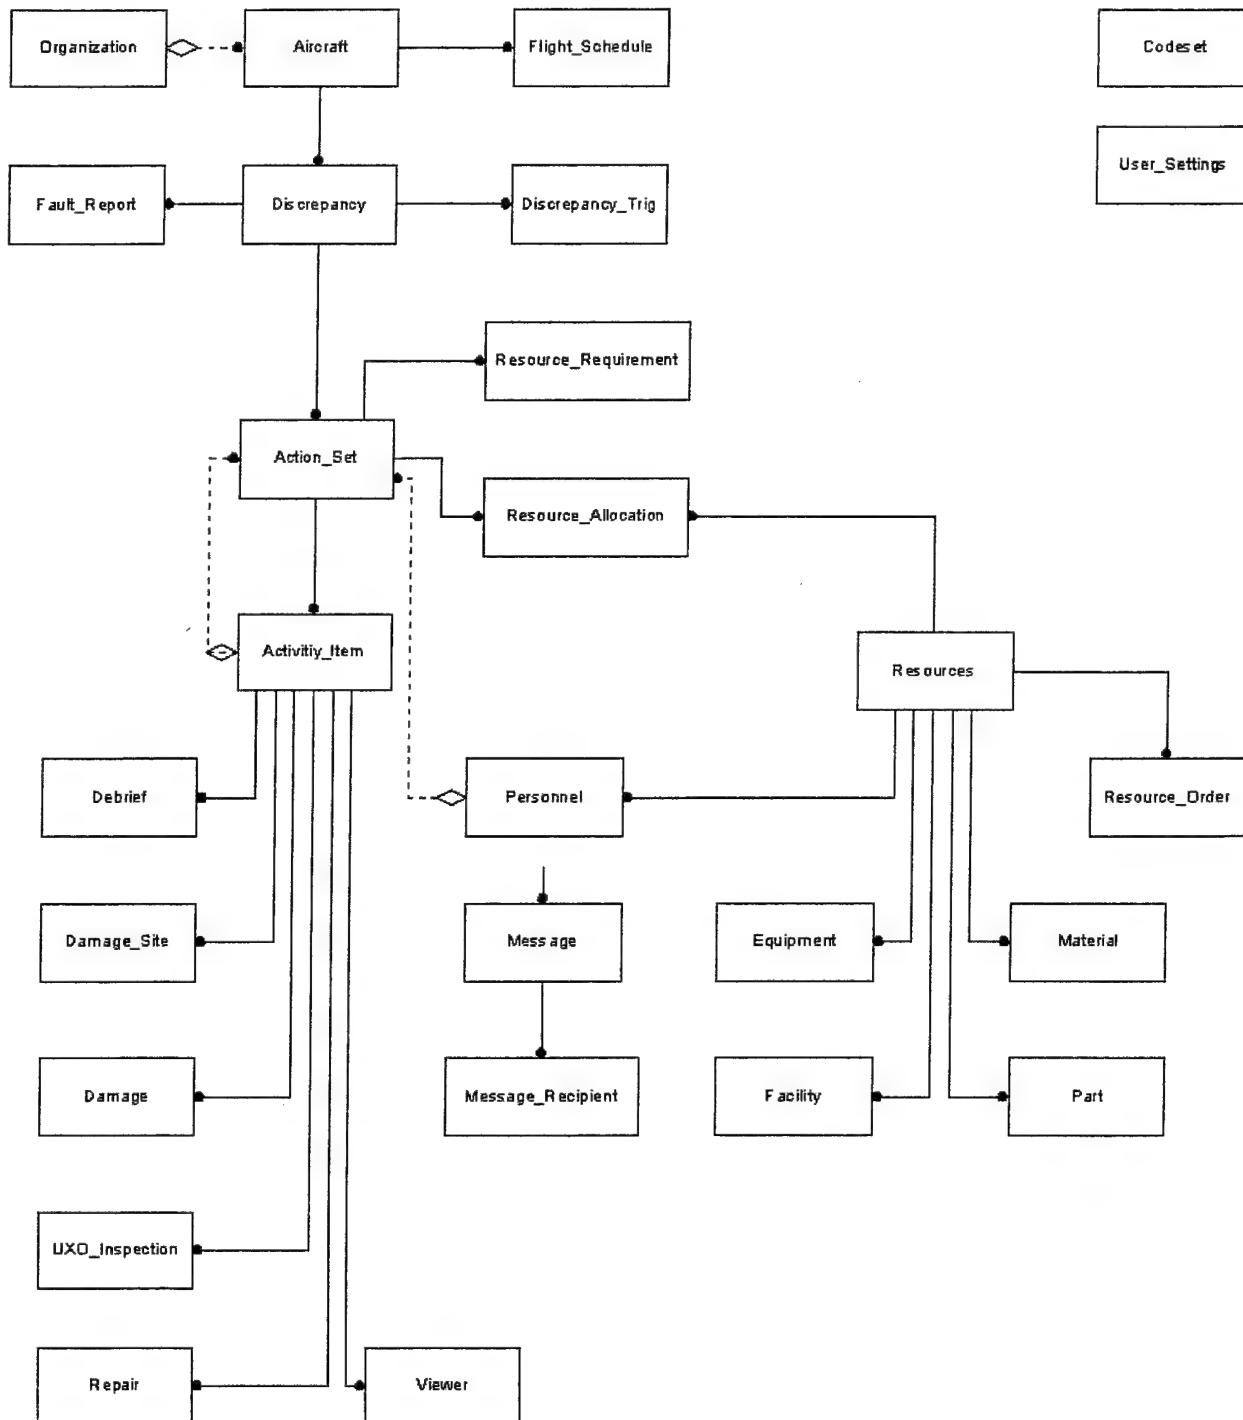 Organization
Aircraft
Flight_Schedule
Codeset
Fault_Report
Discrepancy
Discrepancy_Trig
User_Settings
Resource_Requirement
Action_Set
Resource_Allocation
Activitiy_Item
Resources
Debrief
Personnel
Resource_Order
Damage_Site
Message
Equipment
Material
Damage
Message_Recipient
Facility
Part
UXO_Inspection
Repair
Viewer